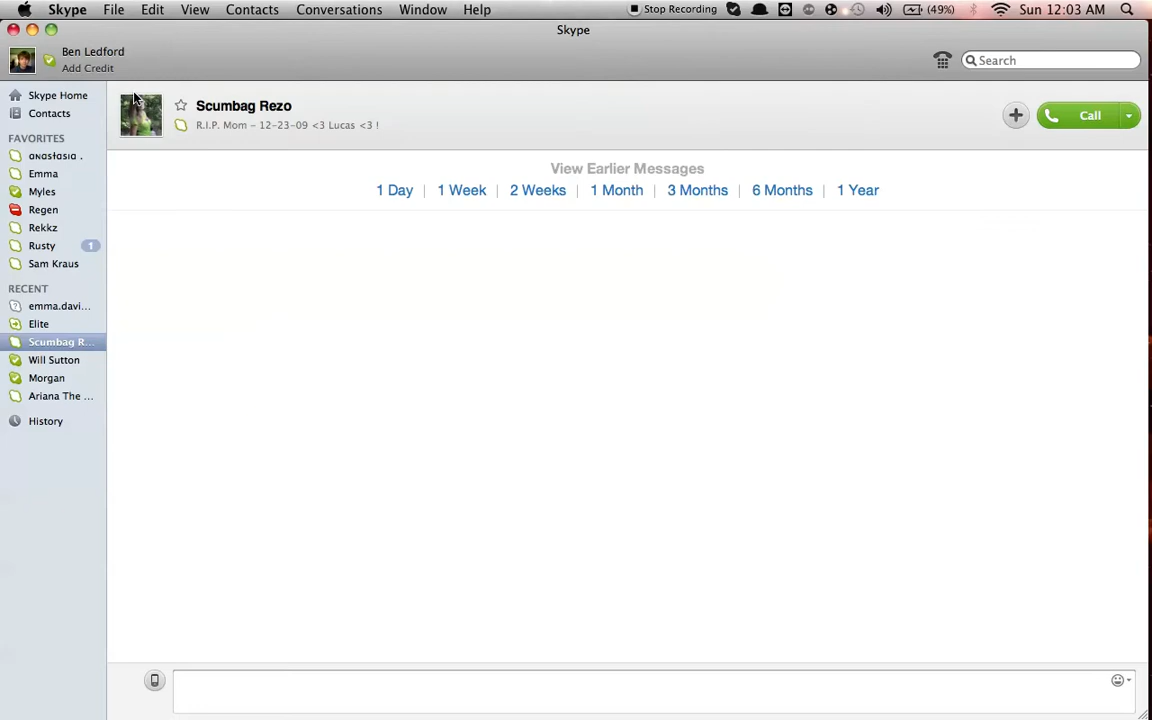 Skype File Edit View Contacts Conversations Window Help Stop Recording (49%) Sun 12:03 AM
Skype
Ben Ledford
Add Credit
Search
Skype Home
Contacts
FAVORITES
αɴαsтαsια .
Emma
Myles
Regen
Rekkz
Rusty 1
Sam Kraus
RECENT
emma.davi...
Elite
Scumbag R...
Will Sutton
Morgan
Ariana The ...
History
Scumbag Rezo
R.I.P. Mom – 12-23-09 <3 Lucas <3 !
Call
View Earlier Messages
1 Day | 1 Week | 2 Weeks | 1 Month | 3 Months | 6 Months | 1 Year